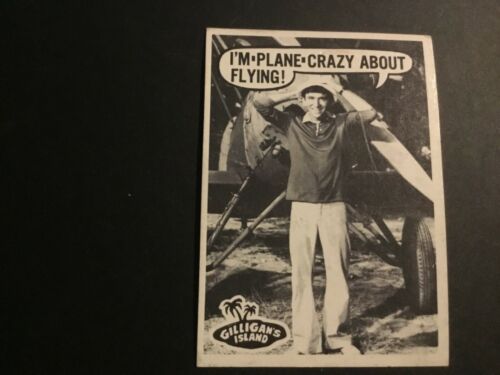 I'M-PLANE-CRAZY ABOUT
FLYING!
GILLIGAN'S
ISLAND